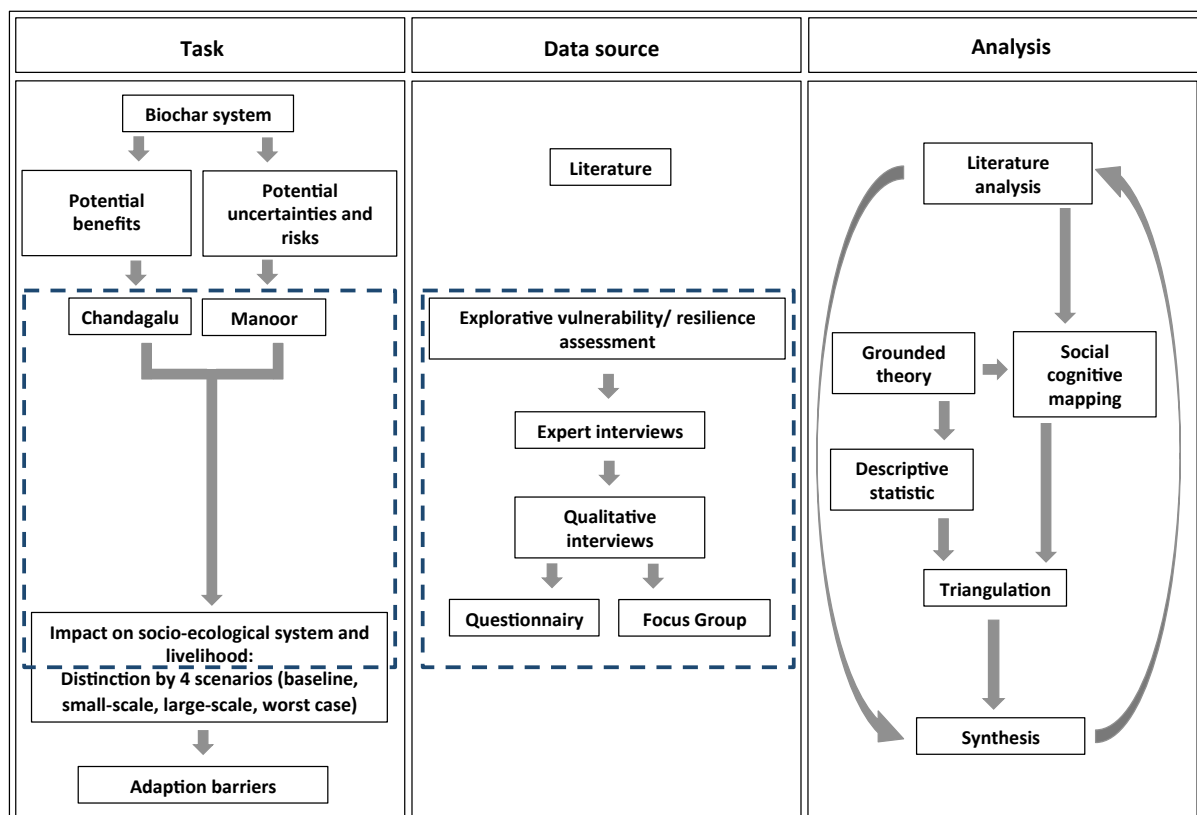 Task
Data source
Analysis
Biochar system
Potential
benefits
Potential
uncertainties and
risks
Chandagalu
Manoor
Impact on socio-ecological system and
livelihood:
Distinction by 4 scenarios (baseline,
small-scale, large-scale, worst case)
Adaption barriers
Literature
Explorative vulnerability/ resilience
assessment
Expert interviews
Qualitative
interviews
Questionnairy
Focus Group
Literature
analysis
Grounded
theory
Social
cognitive
mapping
Descriptive
statistic
Triangulation
Synthesis